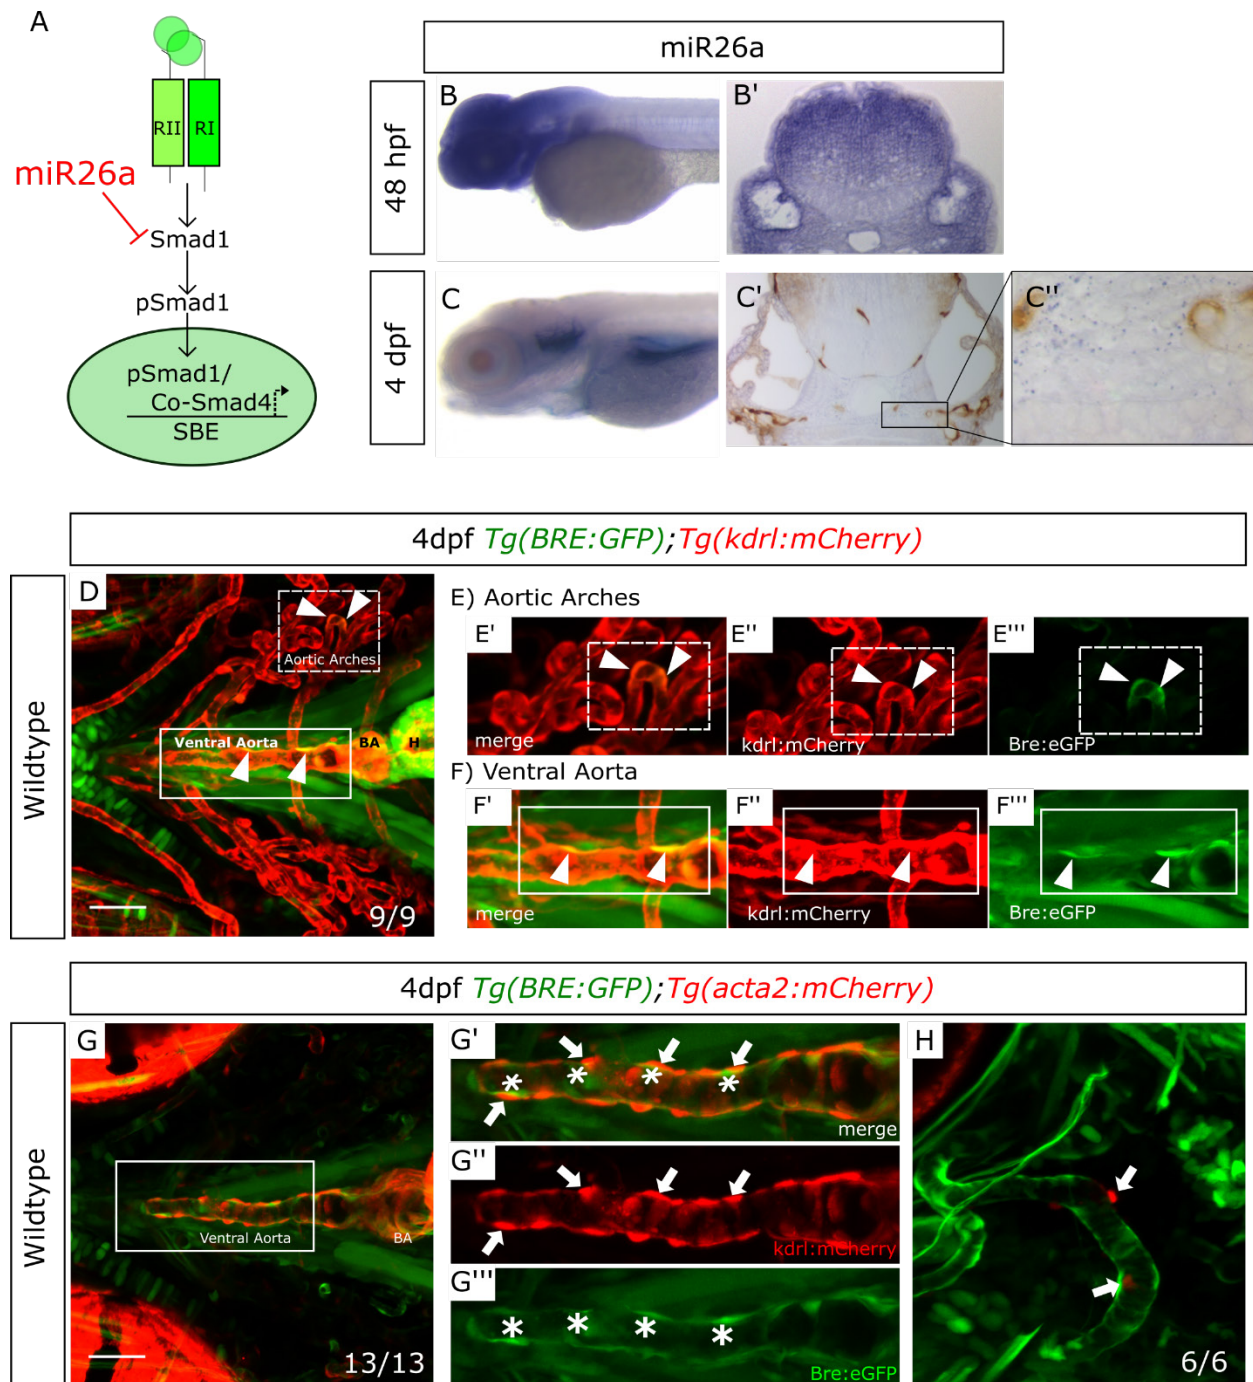 A
RII RI
miR26a
Smad1
pSmad1
pSmad1/
Co-Smad4
SBE
miR26a
48 hpf
B
B'
4 dpf
C
C'
C''
4dpf Tg(BRE:GFP);Tg(kdrl:mCherry)
Wildtype
D
Aortic Arches
Ventral Aorta
BA
H
9/9
E) Aortic Arches
E'
merge
E''
kdrl:mCherry
E'''
Bre:eGFP
F) Ventral Aorta
F'
merge
F''
kdrl:mCherry
F'''
Bre:eGFP
4dpf Tg(BRE:GFP);Tg(acta2:mCherry)
Wildtype
G
Ventral Aorta
BA
13/13
G'
merge
G''
kdrl:mCherry
G'''
Bre:eGFP
H
6/6